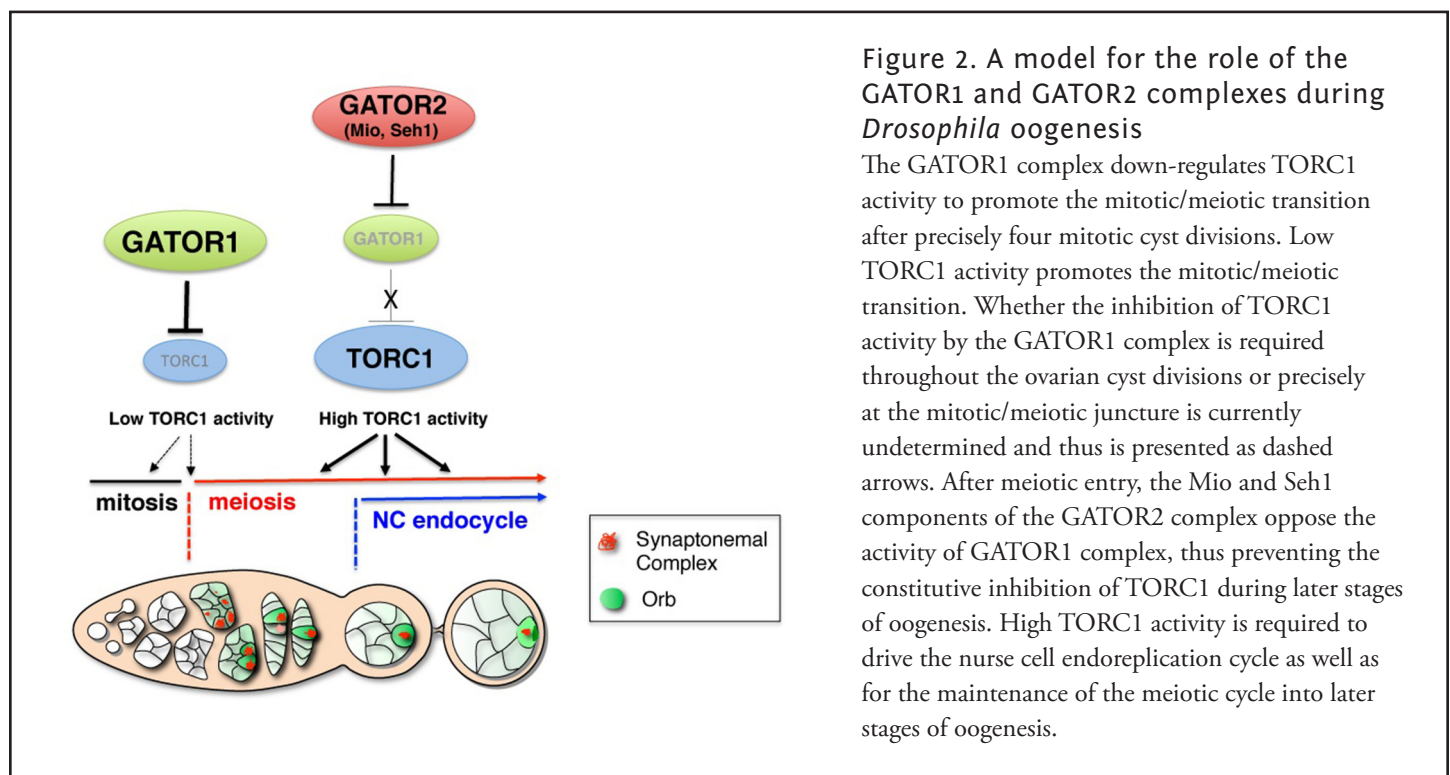 GATOR2
(Mio, Seh1)
GATOR1
GATOR1
X
TORC1
TORC1
Low TORC1 activity
High TORC1 activity
mitosis
meiosis
NC endocycle
Synaptonemal
Complex
Orb
Figure 2. A model for the role of the
GATOR1 and GATOR2 complexes during
Drosophila oogenesis
The GATOR1 complex down-regulates TORC1
activity to promote the mitotic/meiotic transition
after precisely four mitotic cyst divisions. Low
TORC1 activity promotes the mitotic/meiotic
transition. Whether the inhibition of TORC1
activity by the GATOR1 complex is required
throughout the ovarian cyst divisions or precisely
at the mitotic/meiotic juncture is currently
undetermined and thus is presented as dashed
arrows. After meiotic entry, the Mio and Seh1
components of the GATOR2 complex oppose the
activity of GATOR1 complex, thus preventing the
constitutive inhibition of TORC1 during later stages
of oogenesis. High TORC1 activity is required to
drive the nurse cell endoreplication cycle as well as
for the maintenance of the meiotic cycle into later
stages of oogenesis.